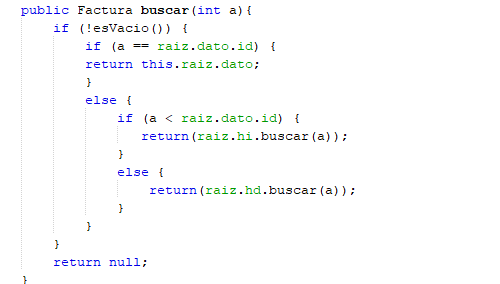 public Factura buscar(int a){
if (!esVacio()) {
if (a == raiz.dato.id) {
return this.raiz.dato;
}
else {
if (a < raiz.dato.id) {
return(raiz.hi.buscar(a));
}
else {
return(raiz.hd.buscar(a));
}
}
}
return null;
}